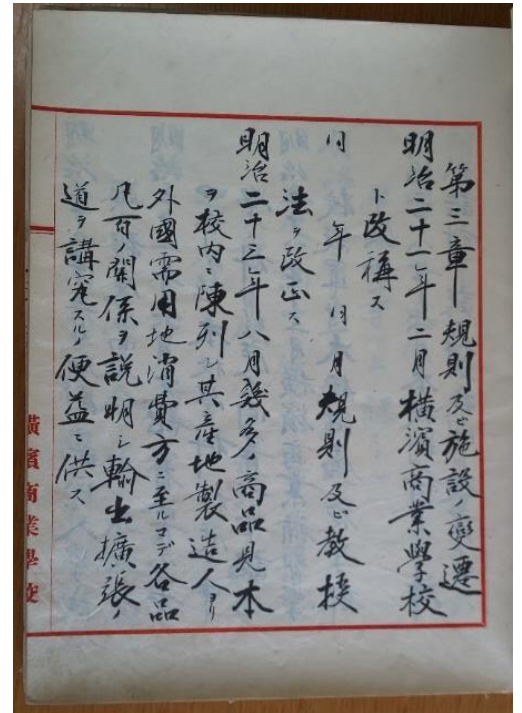 第三章 規則及ヒ施設ノ變遷
明治二十一年二月横濱商業學校
ト改稱ス
同年同月規則及ヒ教授
法ヲ改正ス
明治二十三年八月幾多ノ商品見本
ヲ校内ニ陳列シ其産地製造人ヨリ
外國需用地消費方ニ至ルマデ各品
凡百ノ關係ヲ説明シ輸出擴張ノ
道ヲ講究スルノ便益ニ供ス
横濱商業學校